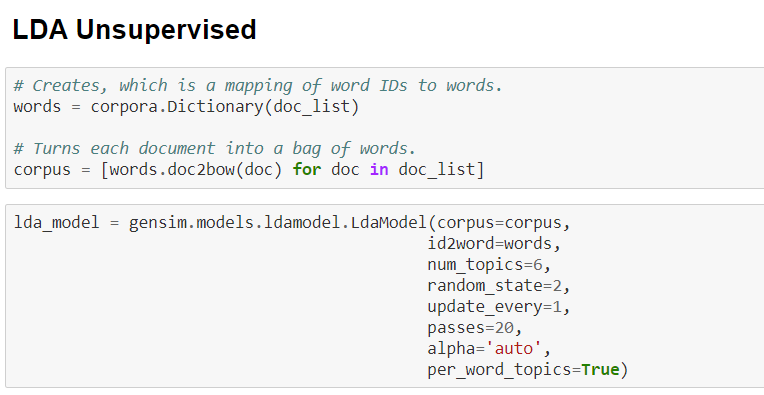 LDA Unsupervised
# Creates, which is a mapping of word IDs to words.
words = corpora.Dictionary(doc_list)
# Turns each document into a bag of words.
corpus = [words.doc2bow(doc) for doc in doc_list]
lda_model = gensim.models.ldamodel.LdaModel(corpus=corpus,
id2word=words,
num_topics=6,
random_state=2,
update_every=1,
passes=20,
alpha='auto',
per_word_topics=True)